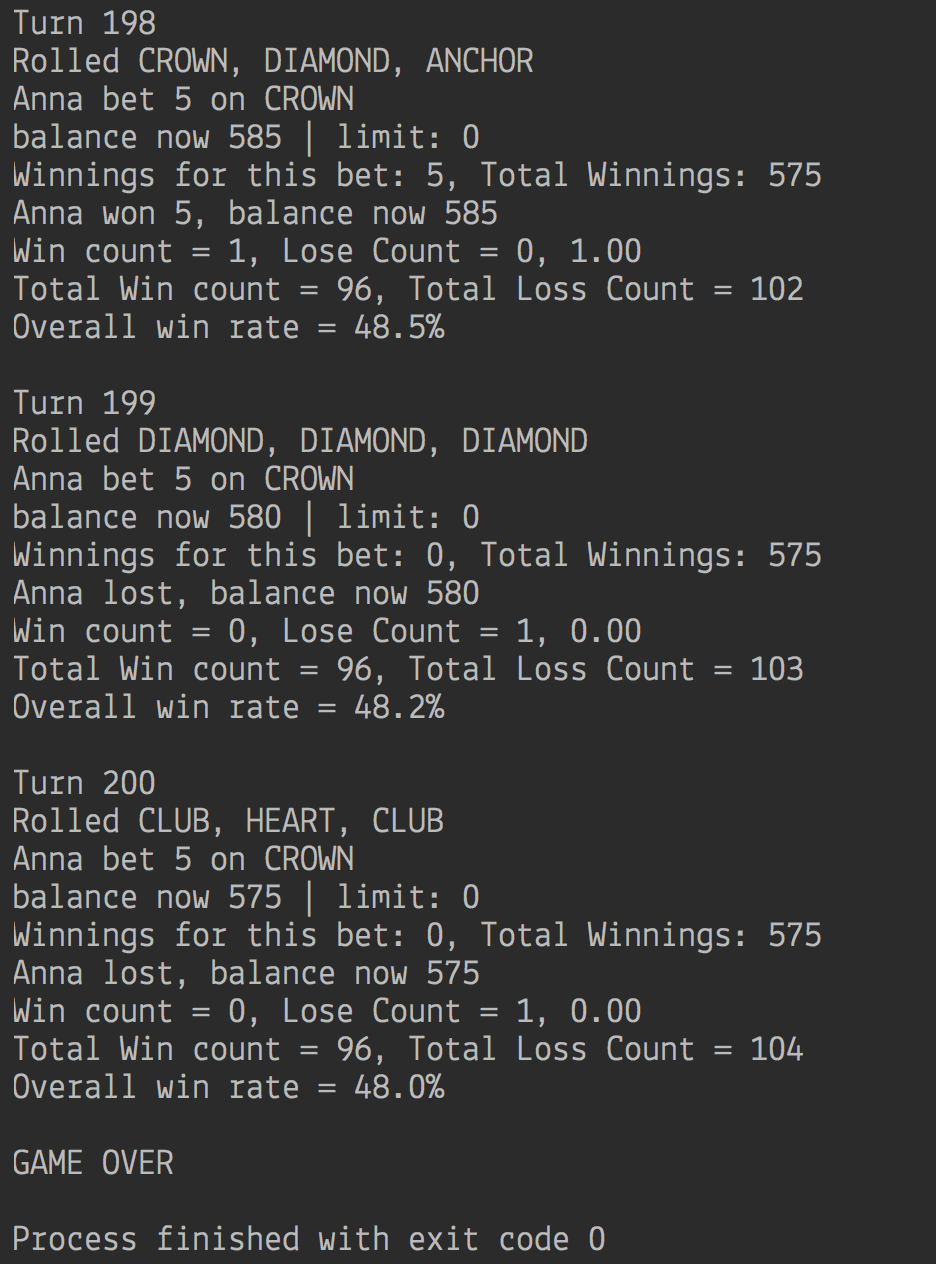 Turn 198
Rolled CROWN, DIAMOND, ANCHOR
Anna bet 5 on CROWN
balance now 585 | limit: 0
Winnings for this bet: 5, Total Winnings: 575
Anna won 5, balance now 585
Win count = 1, Lose Count = 0, 1.00
Total Win count = 96, Total Loss Count = 102
Overall win rate = 48.5%
Turn 199
Rolled DIAMOND, DIAMOND, DIAMOND
Anna bet 5 on CROWN
balance now 580 | limit: 0
Winnings for this bet: 0, Total Winnings: 575
Anna lost, balance now 580
Win count = 0, Lose Count = 1, 0.00
Total Win count = 96, Total Loss Count = 103
Overall win rate = 48.2%
Turn 200
Rolled CLUB, HEART, CLUB
Anna bet 5 on CROWN
balance now 575 | limit: 0
Winnings for this bet: 0, Total Winnings: 575
Anna lost, balance now 575
Win count = 0, Lose Count = 1, 0.00
Total Win count = 96, Total Loss Count = 104
Overall win rate = 48.0%
GAME OVER
Process finished with exit code 0